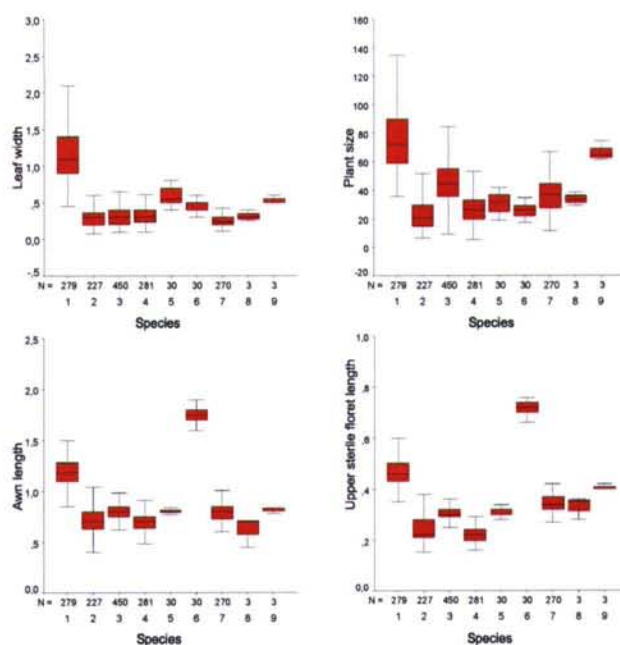 3,0
2,5
2,0
1,5
1,0
,5
0,0
-,5
Leaf width
N = 279 227 450 281 30 30 270 3 3
1 2 3 4 5 6 7 8 9
Species
160
140
120
100
80
60
40
20
0
-20
Plant size
N = 279 227 450 281 30 30 270 3 3
1 2 3 4 5 6 7 8 9
Species
2,5
2,0
1,5
1,0
,5
0,0
Awn length
N = 279 227 450 281 30 30 270 3 3
1 2 3 4 5 6 7 8 9
Species
1,0
,8
,6
,4
,2
0,0
Upper sterile floret length
N = 279 227 450 281 30 30 270 3 3
1 2 3 4 5 6 7 8 9
Species